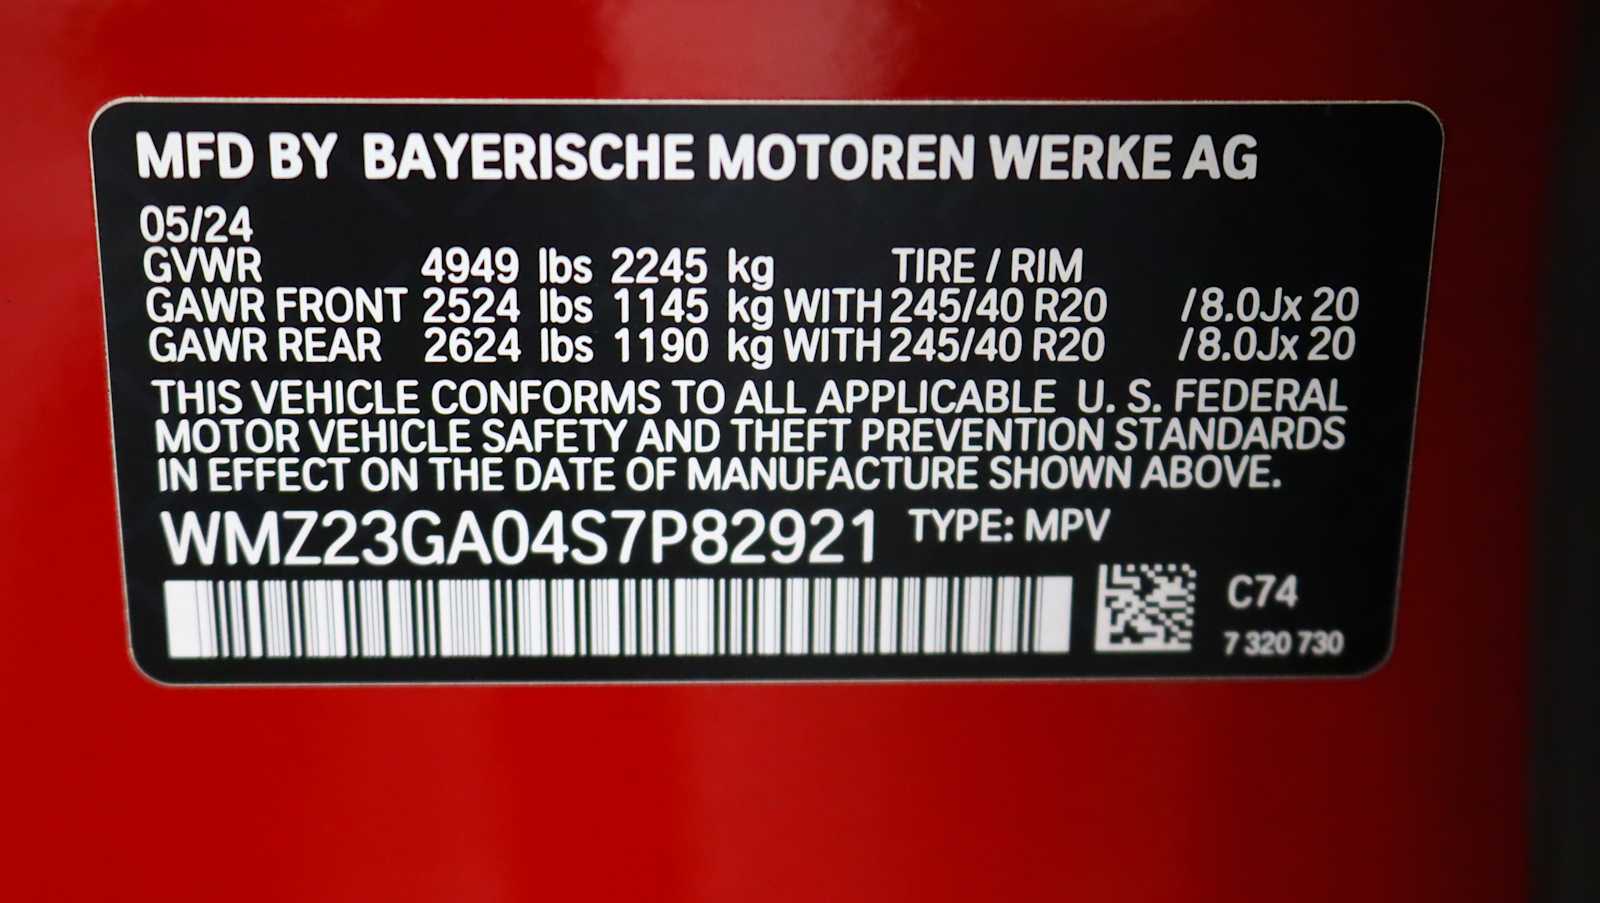 MFD BY BAYERISCHE MOTOREN WERKE AG
05/24
GVWR 4949 lbs 2245 kg TIRE / RIM
GAWR FRONT 2524 lbs 1145 kg WITH 245/40 R20 /8.0Jx 20
GAWR REAR 2624 lbs 1190 kg WITH 245/40 R20 /8.0Jx 20
THIS VEHICLE CONFORMS TO ALL APPLICABLE U. S. FEDERAL
MOTOR VEHICLE SAFETY AND THEFT PREVENTION STANDARDS
IN EFFECT ON THE DATE OF MANUFACTURE SHOWN ABOVE.
WMZ23GA04S7P82921 TYPE: MPV
C74
7 320 730